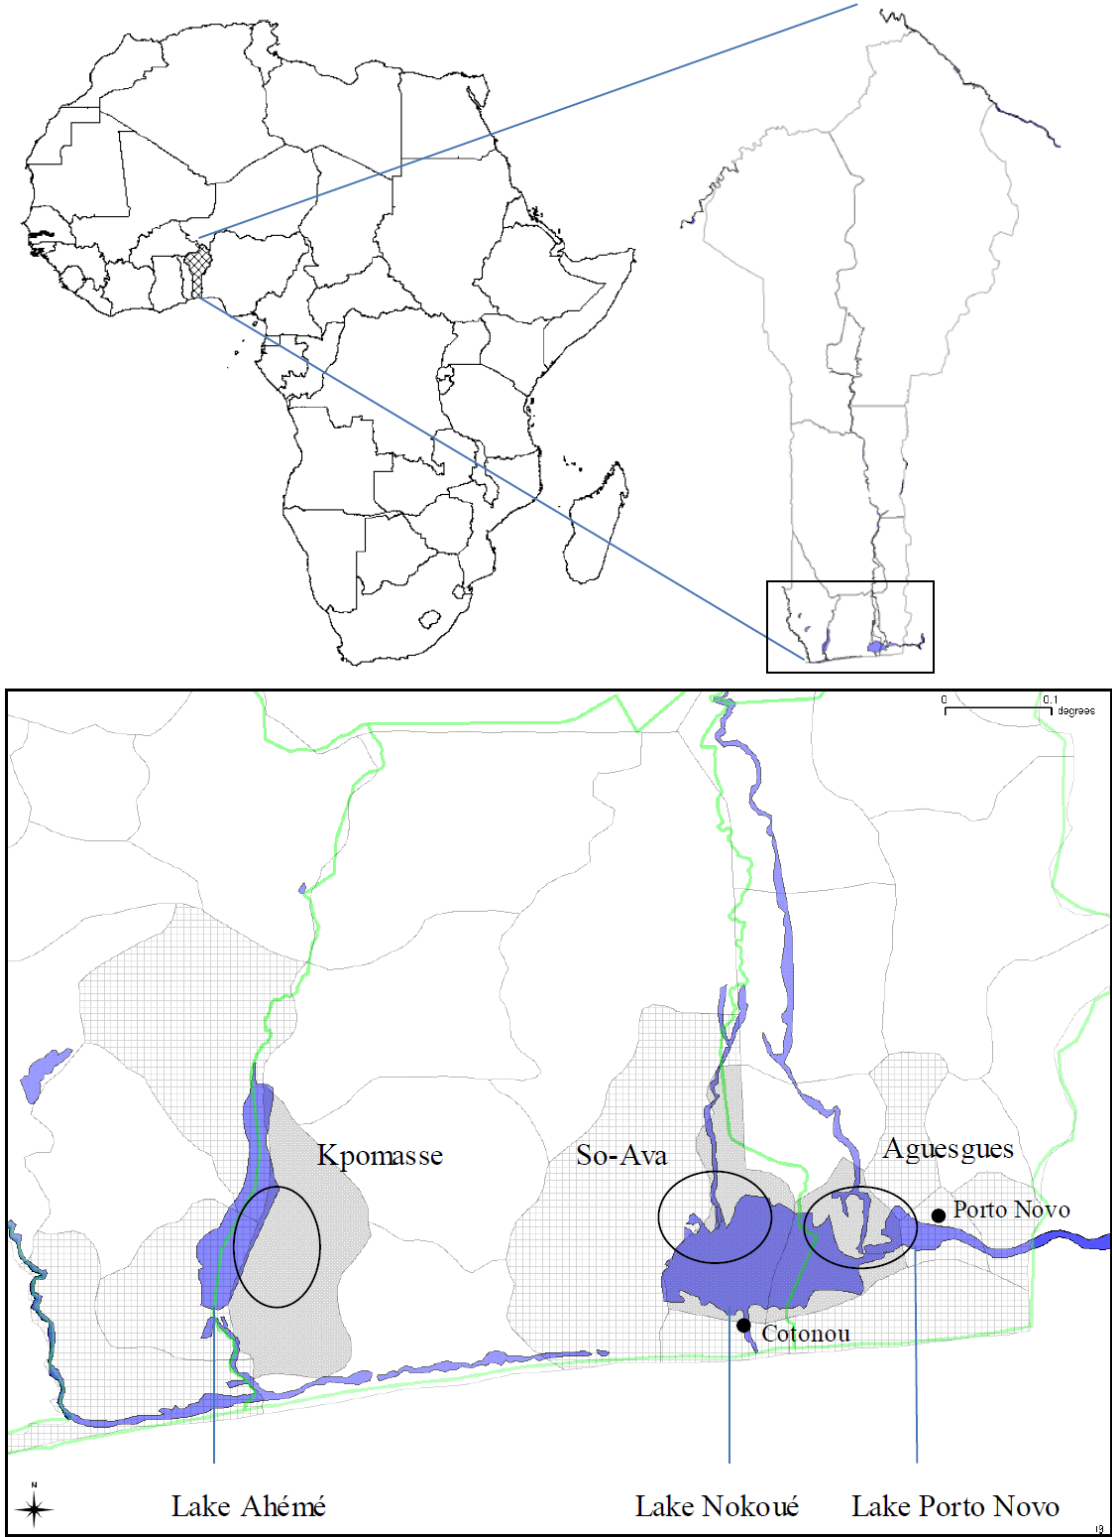 0 0.1
degrees
Kpomasse
So-Ava
Aguesgues
Porto Novo
Cotonou
N
Lake Ahémé
Lake Nokoué
Lake Porto Novo